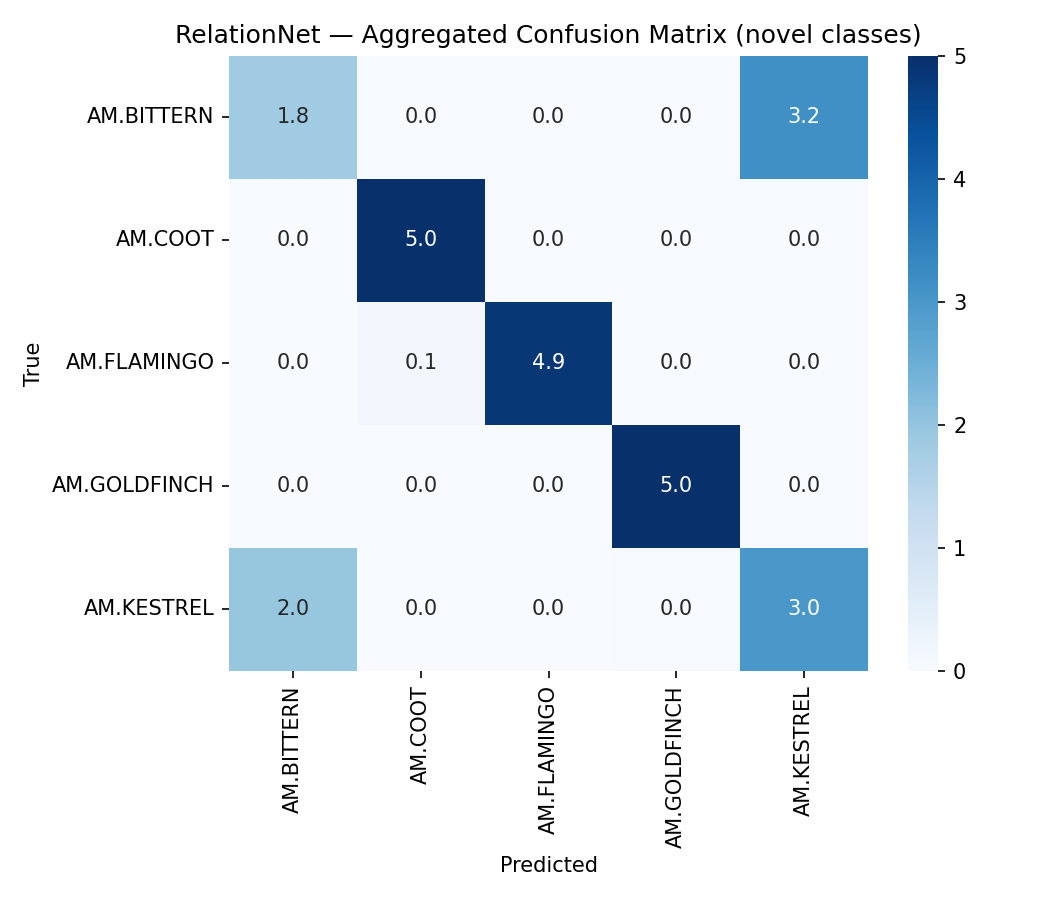 RelationNet — Aggregated Confusion Matrix (novel classes)
AM.BITTERN 1.8 0.0 0.0 0.0 3.2
AM.COOT 0.0 5.0 0.0 0.0 0.0
AM.FLAMINGO 0.0 0.1 4.9 0.0 0.0
AM.GOLDFINCH 0.0 0.0 0.0 5.0 0.0
AM.KESTREL 2.0 0.0 0.0 0.0 3.0
True
AM.BITTERN AM.COOT AM.FLAMINGO AM.GOLDFINCH AM.KESTREL
Predicted
5
4
3
2
1
0